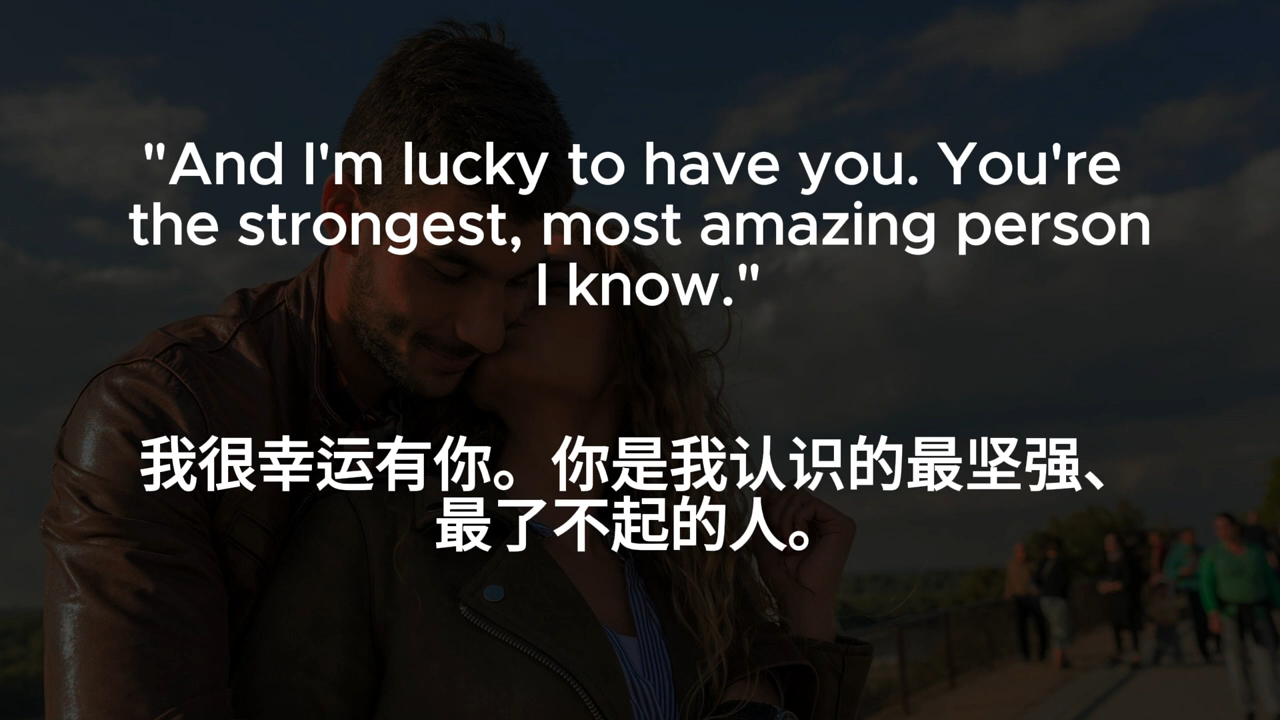 "And I'm lucky to have you. You're
the strongest, most amazing person
I know."
我很幸运有你。你是我认识的最坚强、
最了不起的人。